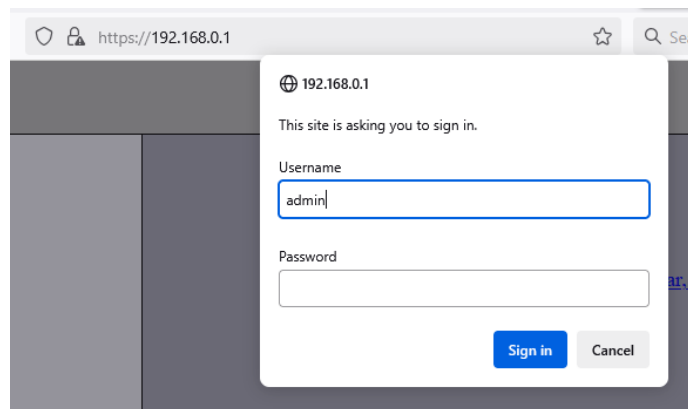 https://192.168.0.1
192.168.0.1
This site is asking you to sign in.
Username
admin
Password
Sign in
Cancel